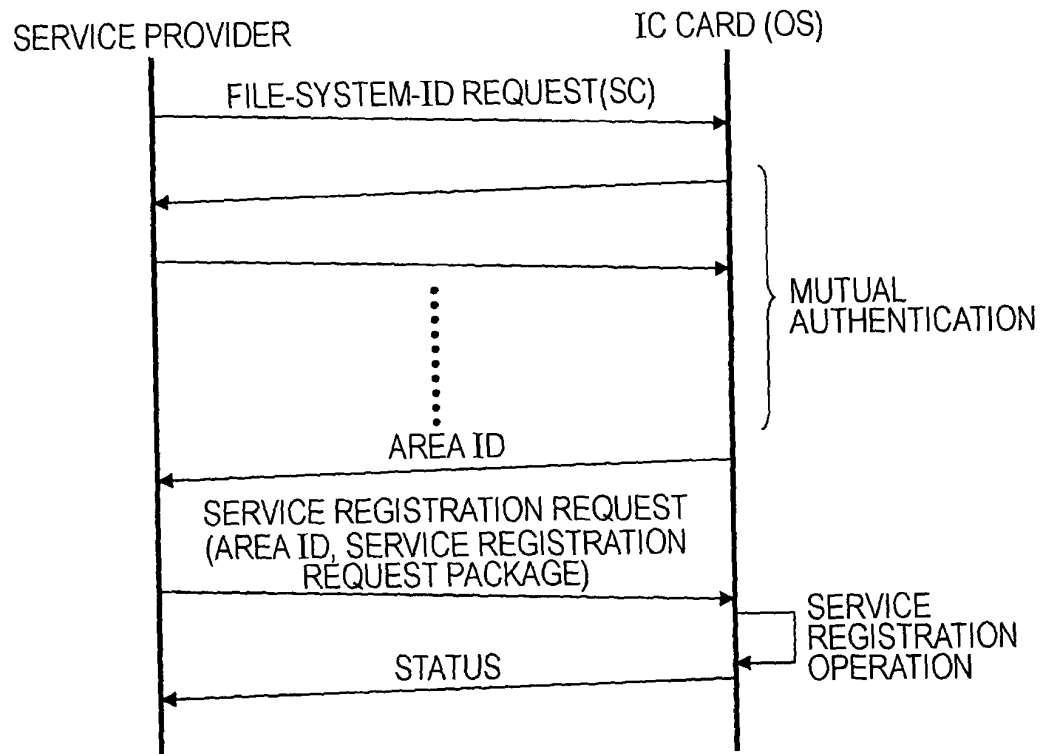 SERVICE PROVIDER
IC CARD (OS)
FILE-SYSTEM-ID REQUEST(SC)
MUTUAL
AUTHENTICATION
AREA ID
SERVICE REGISTRATION REQUEST
(AREA ID, SERVICE REGISTRATION
REQUEST PACKAGE)
SERVICE
REGISTRATION
OPERATION
STATUS